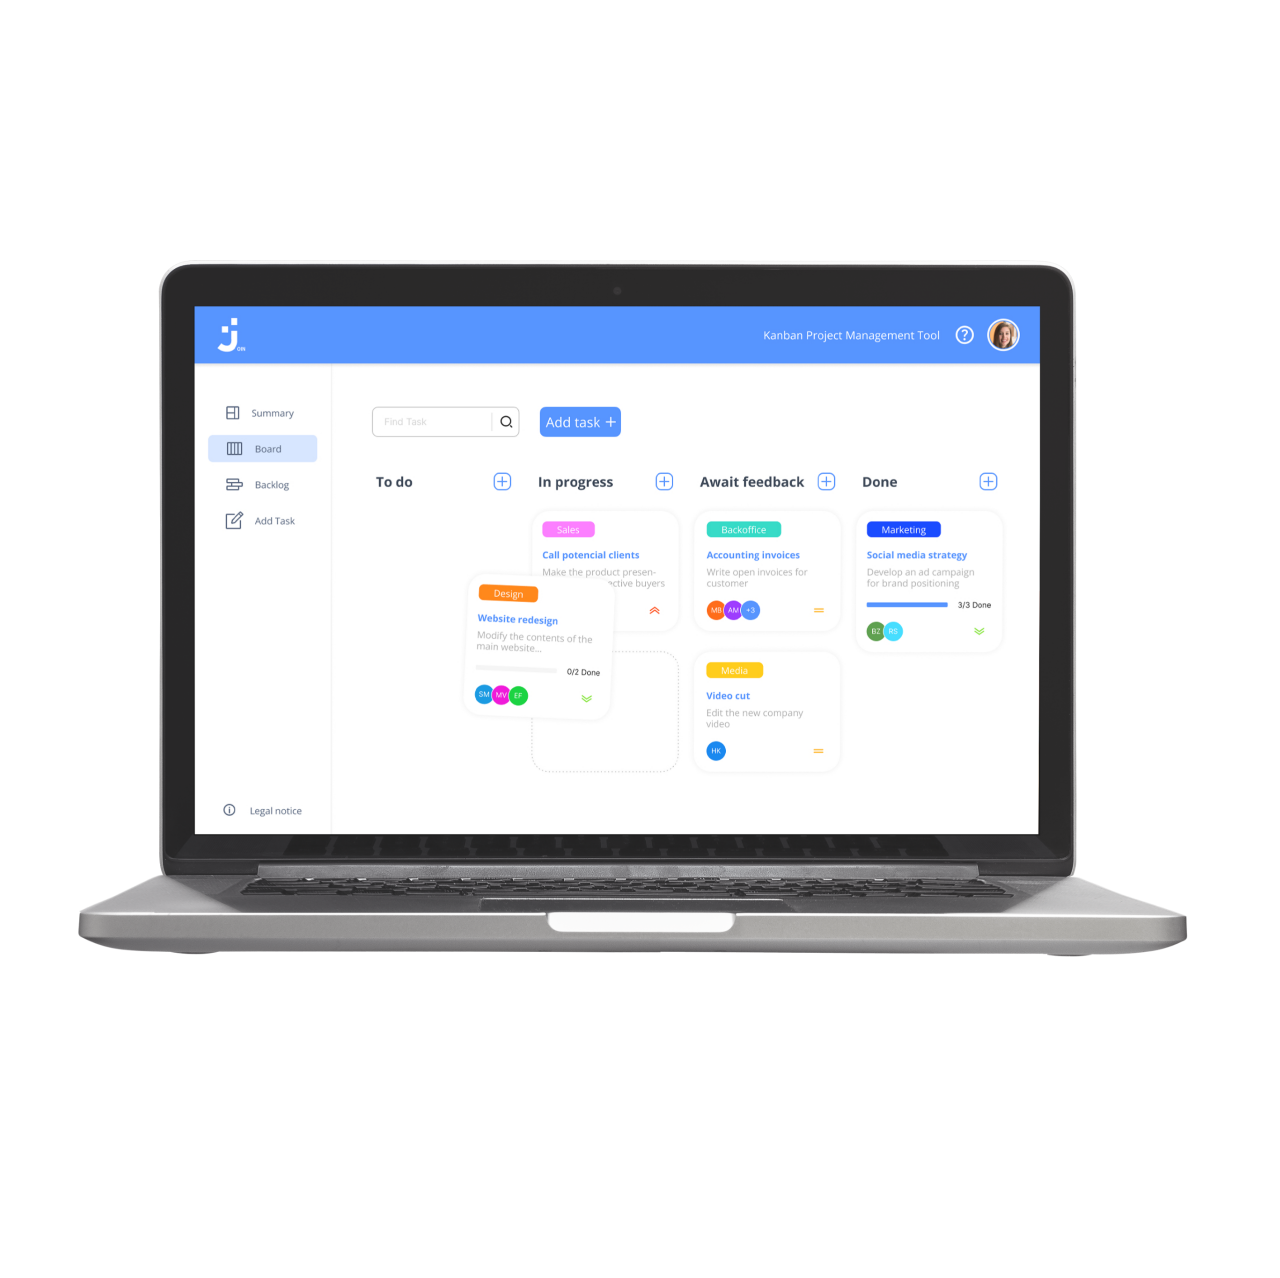 Join
Kanban Project Management Tool
?
Summary
Board
Backlog
Add Task
Legal notice
Find Task
Add task +
To do
In progress
Await feedback
Done
Design
Website redesign
Modify the contents of the
main website...
0/2 Done
SM MV EF
Sales
Call potencial clients
Make the product presen-
ective buyers
Backoffice
Accounting invoices
Write open invoices for
customer
MB AM +3
Media
Video cut
Edit the new company
video
HK
Marketing
Social media strategy
Develop an ad campaign
for brand positioning
3/3 Done
BZ RS